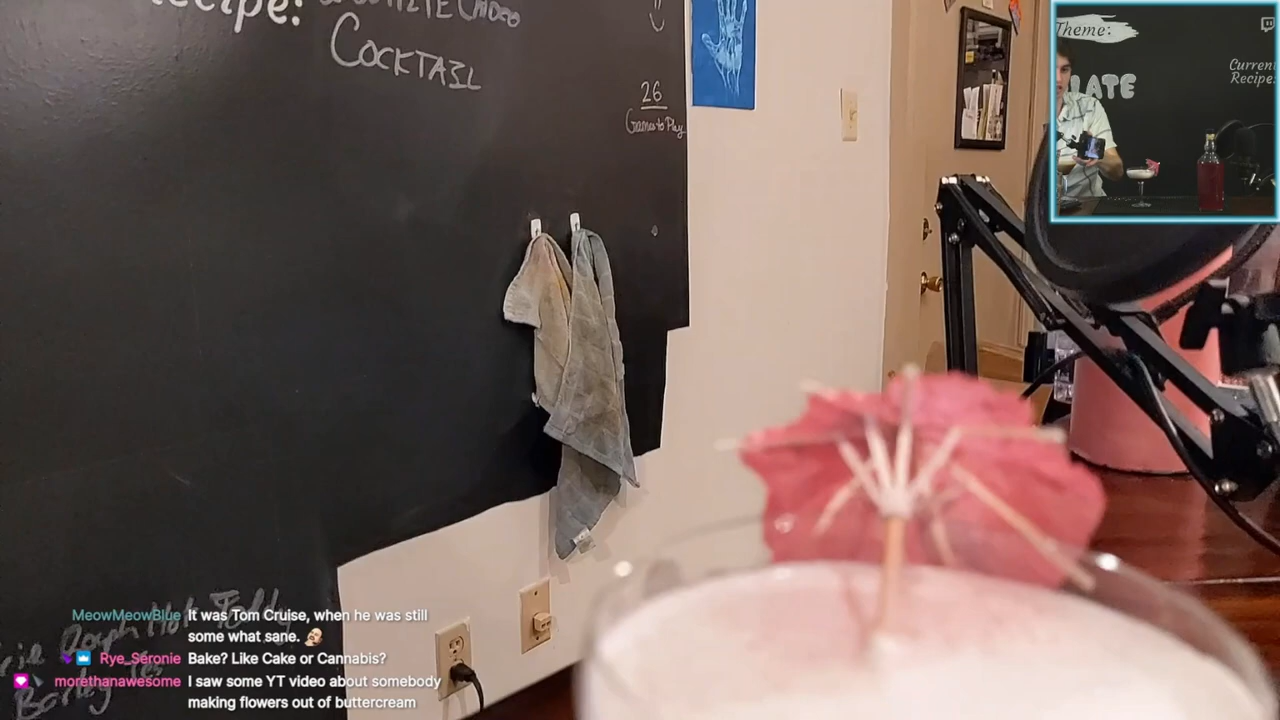 Recipe:
COCKTAIL
26
Games to Play
Theme:
LATE
Current
Recipe:
MeowMeowBlue It was Tom Cruise, when he was still
some what sane.
Rye_Seronie Bake? Like Cake or Cannabis?
morethanawesome I saw some YT video about somebody
making flowers out of buttercream